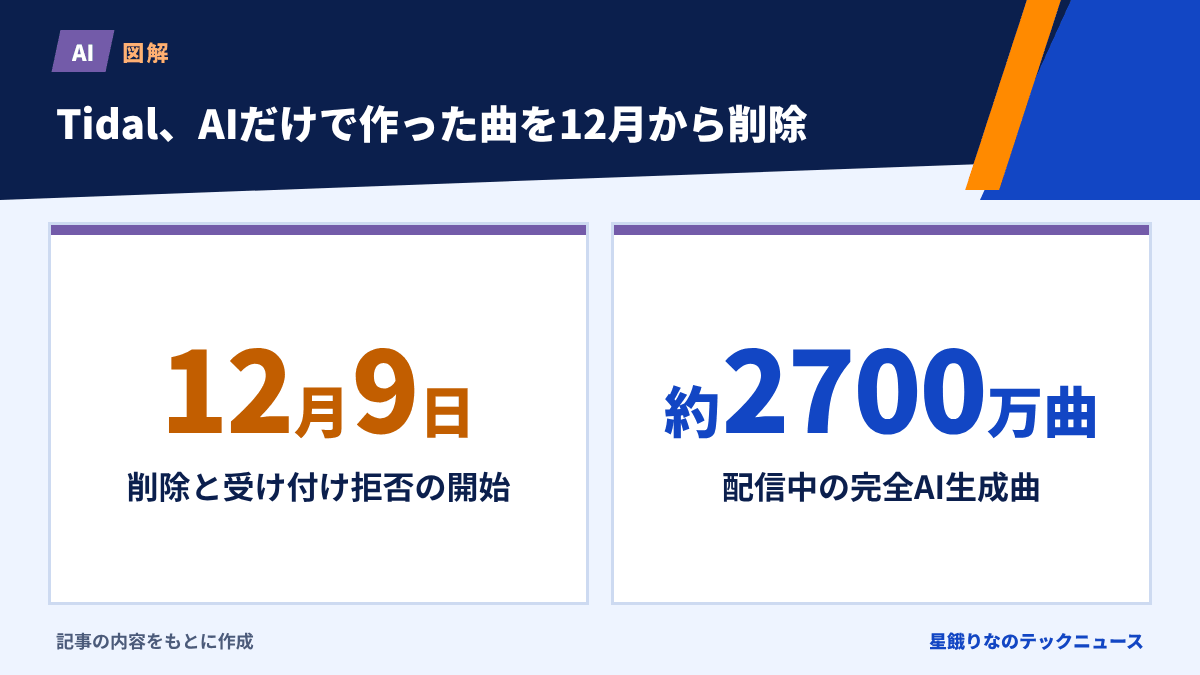 AI 図解
Tidal、AIだけで作った曲を12月から削除
12月9日
削除と受け付け拒否の開始
約2700万曲
配信中の完全AI生成曲
記事の内容をもとに作成
星餓りなのテックニュース